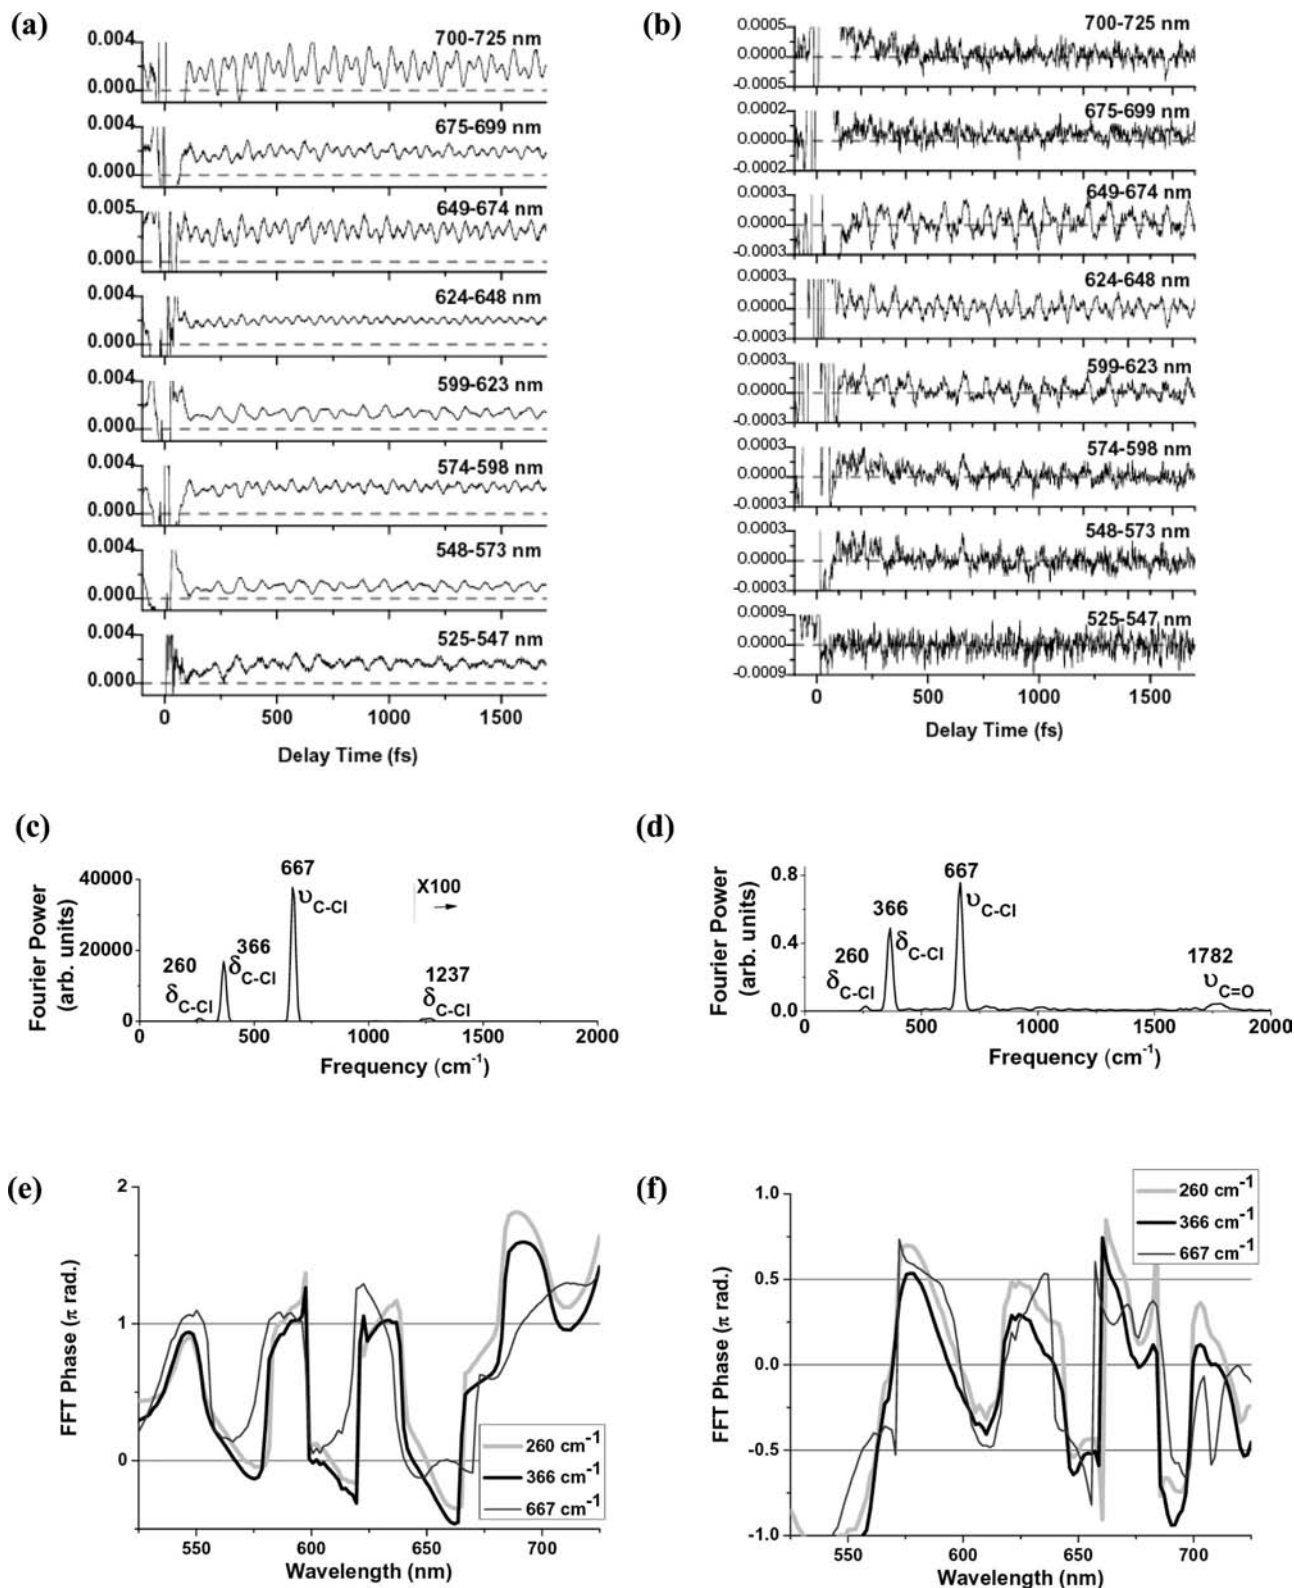 (a)
0.004
0.000
700-725 nm
0.004
0.000
675-699 nm
0.005
0.000
649-674 nm
0.004
0.000
624-648 nm
0.004
0.000
599-623 nm
0.004
0.000
574-598 nm
0.004
0.000
548-573 nm
0.004
0.000
525-547 nm
0 500 1000 1500
Delay Time (fs)
(b)
0.0005
0.0000
-0.0005
700-725 nm
0.0002
0.0000
-0.0002
675-699 nm
0.0003
0.0000
-0.0003
649-674 nm
0.0003
0.0000
-0.0003
624-648 nm
0.0003
0.0000
-0.0003
599-623 nm
0.0003
0.0000
-0.0003
574-598 nm
0.0003
0.0000
-0.0003
548-573 nm
0.0009
0.0000
-0.0009
525-547 nm
0 500 1000 1500
Delay Time (fs)
(c)
Fourier Power
(arb. units)
40000
20000
0
260
δC-Cl
366
δC-Cl
667
υC-Cl
X100
1237
δC-Cl
0 500 1000 1500 2000
Frequency (cm-1)
(d)
Fourier Power
(arb. units)
0.8
0.4
0.0
260
δC-Cl
366
δC-Cl
667
υC-Cl
1782
υC=O
0 500 1000 1500 2000
Frequency (cm-1)
(e)
FFT Phase (π rad.)
2
1
0
260 cm-1
366 cm-1
667 cm-1
550 600 650 700
Wavelength (nm)
(f)
FFT Phase (π rad.)
1.0
0.5
0.0
-0.5
-1.0
260 cm-1
366 cm-1
667 cm-1
550 600 650 700
Wavelength (nm)